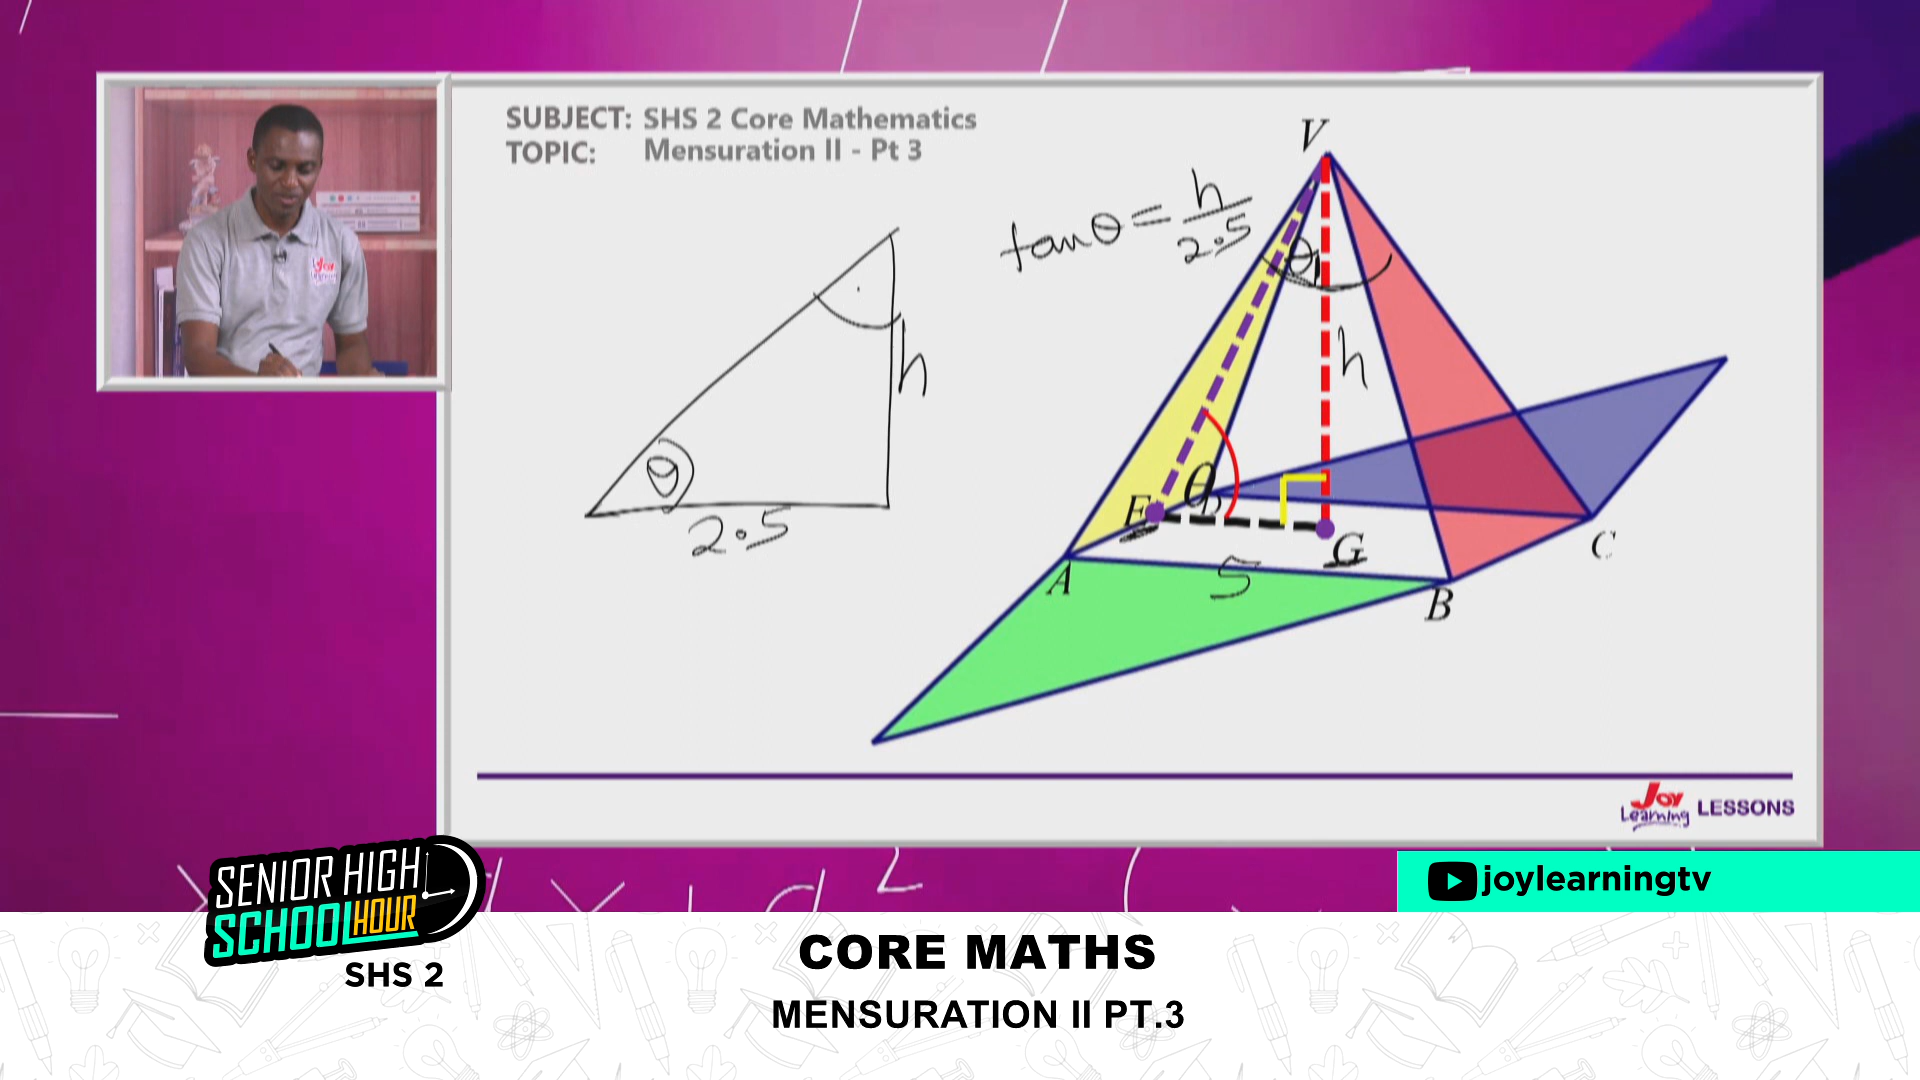 SUBJECT: SHS 2 Core Mathematics
TOPIC: Mensuration II - Pt 3
V
tanθ = h/2.5
θ
h
h
θ
2.5
F
θ
G
A
5
B
C
Joy Learning LESSONS
joylearningtv
SENIOR HIGH
SCHOOL HOUR
SHS 2
CORE MATHS
MENSURATION II PT.3